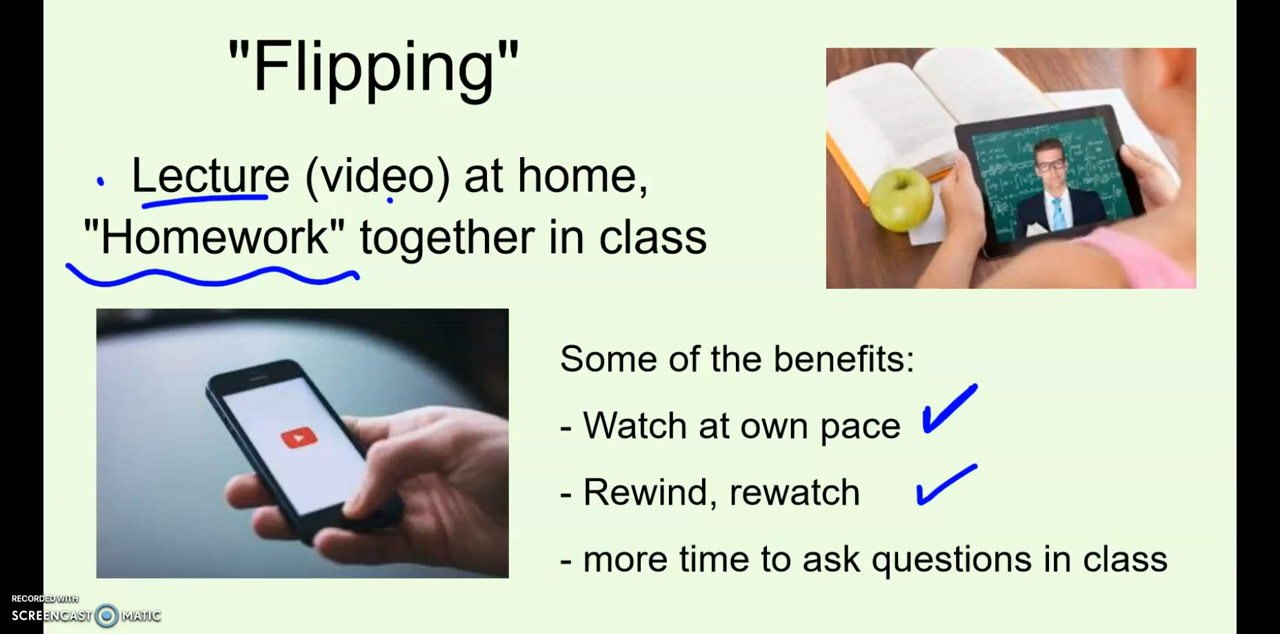 "Flipping"
Lecture (video) at home,
"Homework" together in class
Some of the benefits:
- Watch at own pace
- Rewind, rewatch
- more time to ask questions in class
RECORDED WITH
SCREENCAST MATIC